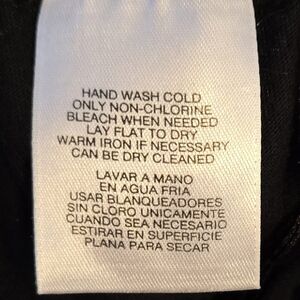 HAND WASH COLD
ONLY NON-CHLORINE
BLEACH WHEN NEEDED
LAY FLAT TO DRY
WARM IRON IF NECESSARY
CAN BE DRY CLEANED
LAVAR A MANO
EN AGUA FRIA
USAR BLANQUEADORES
SIN CLORO UNICAMENTE
CUANDO SEA NECESARIO
ESTIRAR EN SUPERFICIE
PLANA PARA SECAR